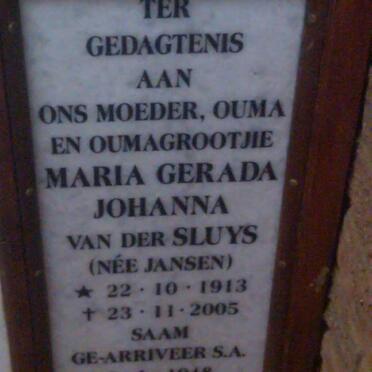 TER
GEDAGTENIS
AAN
ONS MOEDER, OUMA
EN OUMAGROOTJIE
MARIA GERADA
JOHANNA
VAN DER SLUYS
(NÉE JANSEN)
★ 22 · 10 · 1913
✝ 23 · 11 · 2005
SAAM
GE-ARRIVEER S.A.